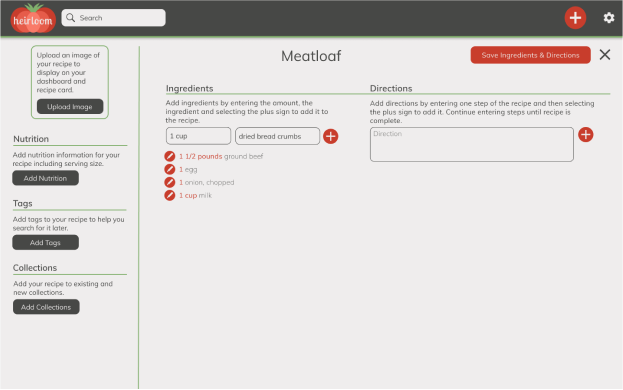 heirloom
Search
Upload an image of
your recipe to
display on your
dashboard and
recipe card.
Upload Image
Nutrition
Add nutrition information for your
recipe including serving size.
Add Nutrition
Tags
Add tags to your recipe to help you
search for it later.
Add Tags
Collections
Add your recipe to existing and
new collections.
Add Collections
Meatloaf
Save Ingredients & Directions
Ingredients
Add ingredients by entering the amount, the
ingredient and selecting the plus sign to add it to
the recipe.
1 cup
dried bread crumbs
1 1/2 pounds ground beef
1 egg
1 onion, chopped
1 cup milk
Directions
Add directions by entering one step of the recipe and then selecting
the plus sign to add it. Continue entering steps until recipe is
complete.
Direction